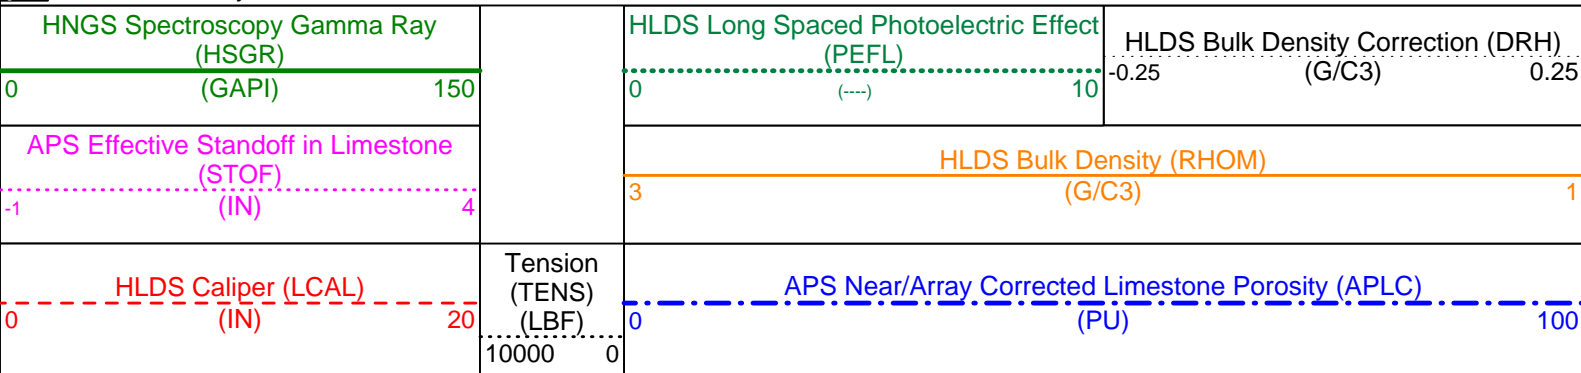 HNGS Spectroscopy Gamma Ray
(HSGR)
0 (GAPI) 150
HLDS Long Spaced Photoelectric Effect
(PEFL)
0 (----) 10
HLDS Bulk Density Correction (DRH)
-0.25 (G/C3) 0.25
APS Effective Standoff in Limestone
(STOF)
-1 (IN) 4
HLDS Bulk Density (RHOM)
3 (G/C3) 1
HLDS Caliper (LCAL)
0 (IN) 20
Tension
(TENS)
(LBF)
10000 0
APS Near/Array Corrected Limestone Porosity (APLC)
0 (PU) 100